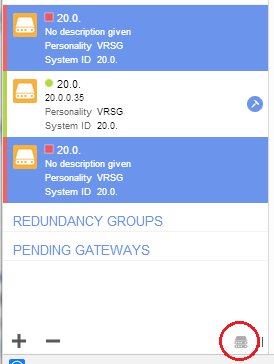 20.0.
No description given
Personality VRSG
System ID 20.0.
20.0.
20.0.0.35
Personality VRSG
System ID 20.0.
20.0.
No description given
Personality VRSG
System ID 20.0.
REDUNDANCY GROUPS
PENDING GATEWAYS